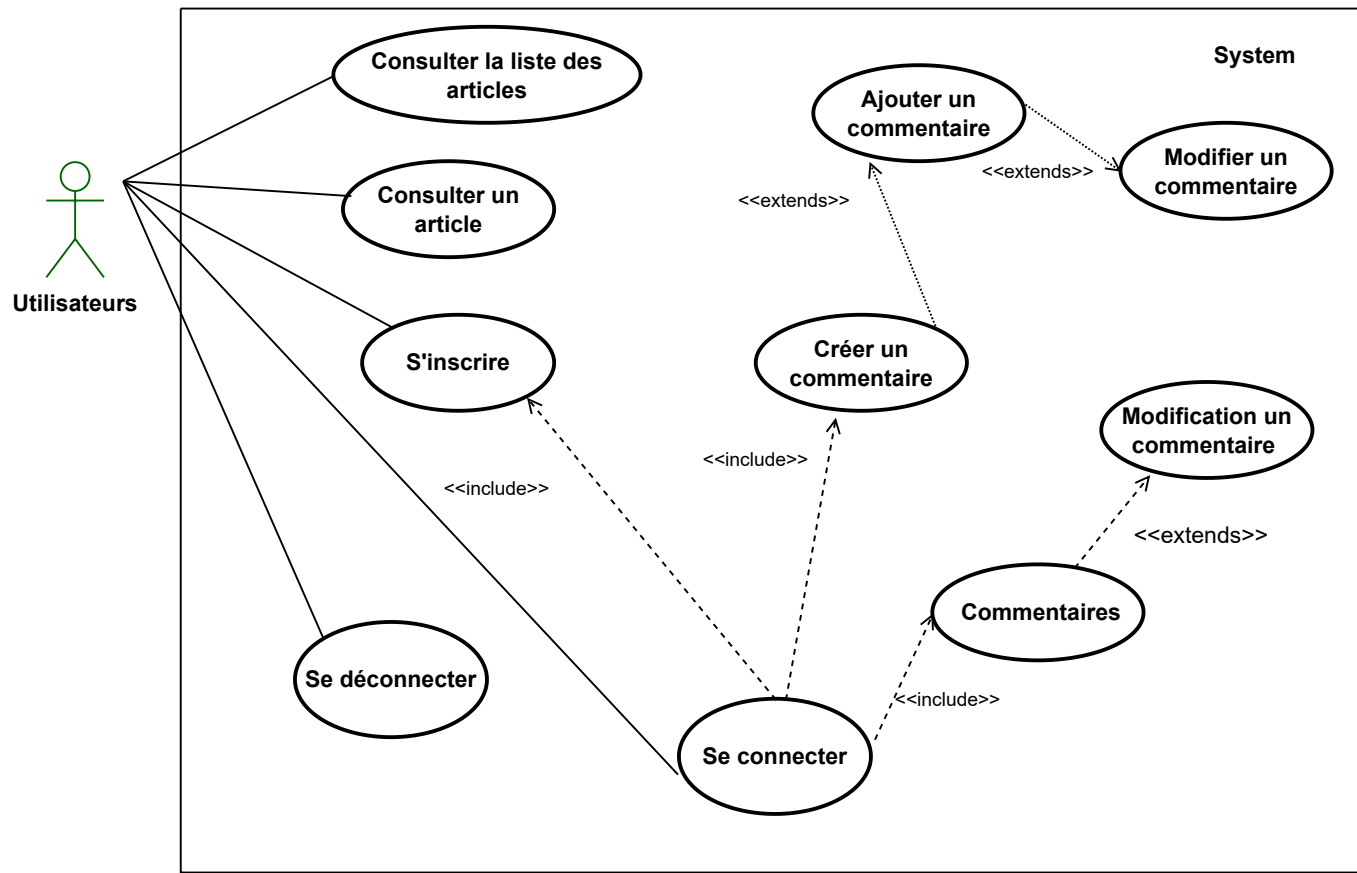 System
Consulter la liste des
articles
Ajouter un
commentaire
Modifier un
commentaire
<<extends>>
<<extends>>
Consulter un
article
Utilisateurs
S'inscrire
Créer un
commentaire
Modification un
commentaire
<<include>>
<<include>>
<<extends>>
Commentaires
Se déconnecter
<<include>>
Se connecter